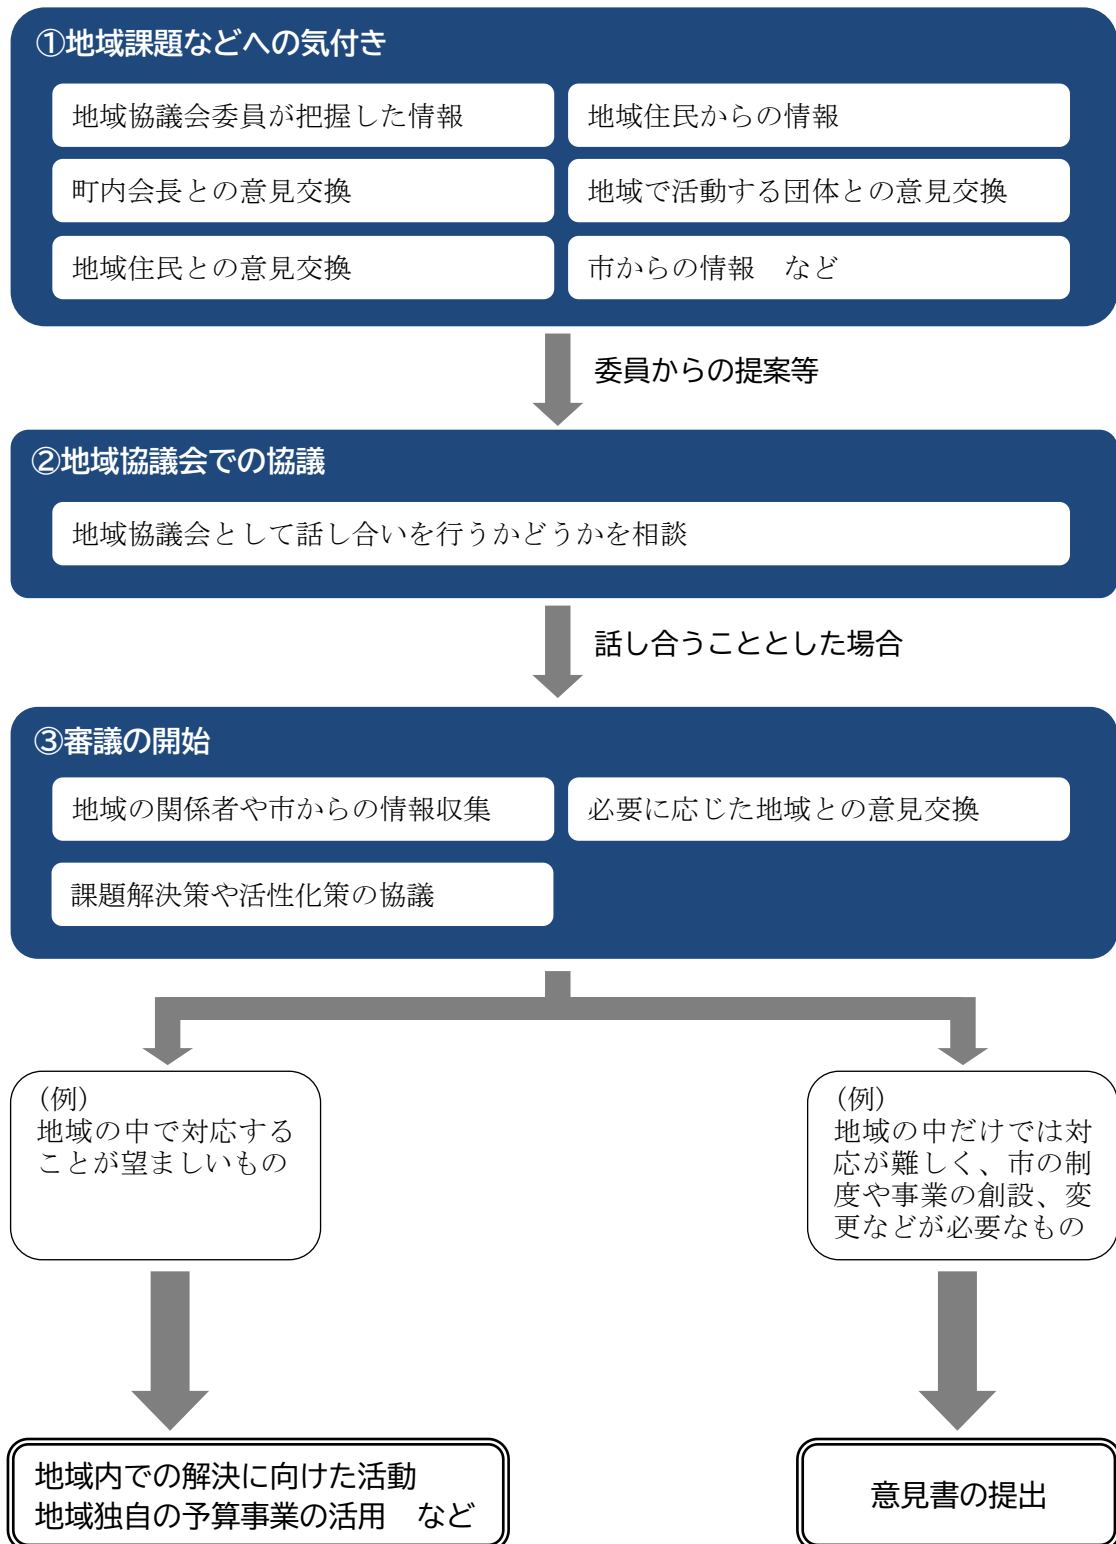 ①地域課題などへの気付き
地域協議会委員が把握した情報
地域住民からの情報
町内会長との意見交換
地域で活動する団体との意見交換
地域住民との意見交換
市からの情報　など
委員からの提案等
②地域協議会での協議
地域協議会として話し合いを行うかどうかを相談
話し合うこととした場合
③審議の開始
地域の関係者や市からの情報収集
必要に応じた地域との意見交換
課題解決策や活性化策の協議
（例）
地域の中で対応する
ことが望ましいもの
（例）
地域の中だけでは対
応が難しく、市の制
度や事業の創設、変
更などが必要なもの
地域内での解決に向けた活動
地域独自の予算事業の活用　など
意見書の提出